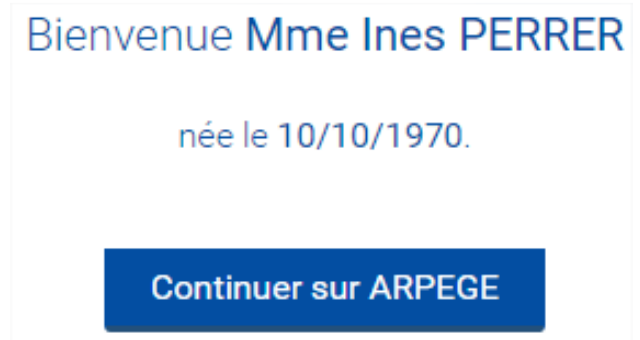 Bienvenue Mme Ines PERRER
née le 10/10/1970.
Continuer sur ARPEGE